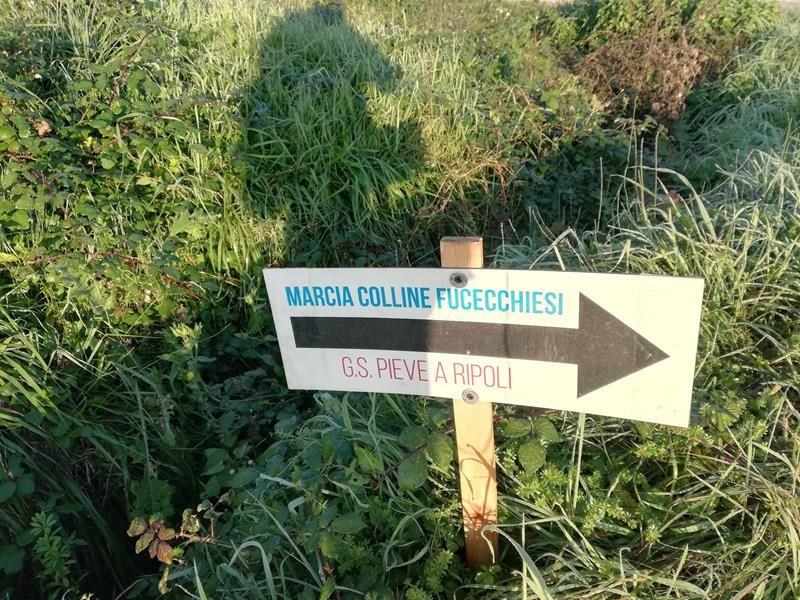 MARCIA COLLINE FUCECCHIESI
G.S. PIEVE A RIPOLI